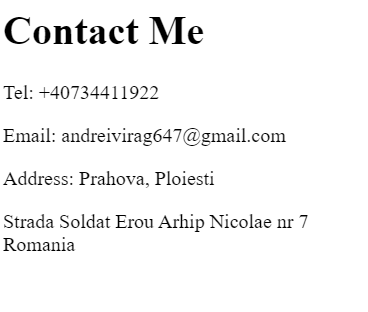 Contact Me
Tel: +40734411922
Email: andreivirag647@gmail.com
Address: Prahova, Ploiesti
Strada Soldat Erou Arhip Nicolae nr 7
Romania